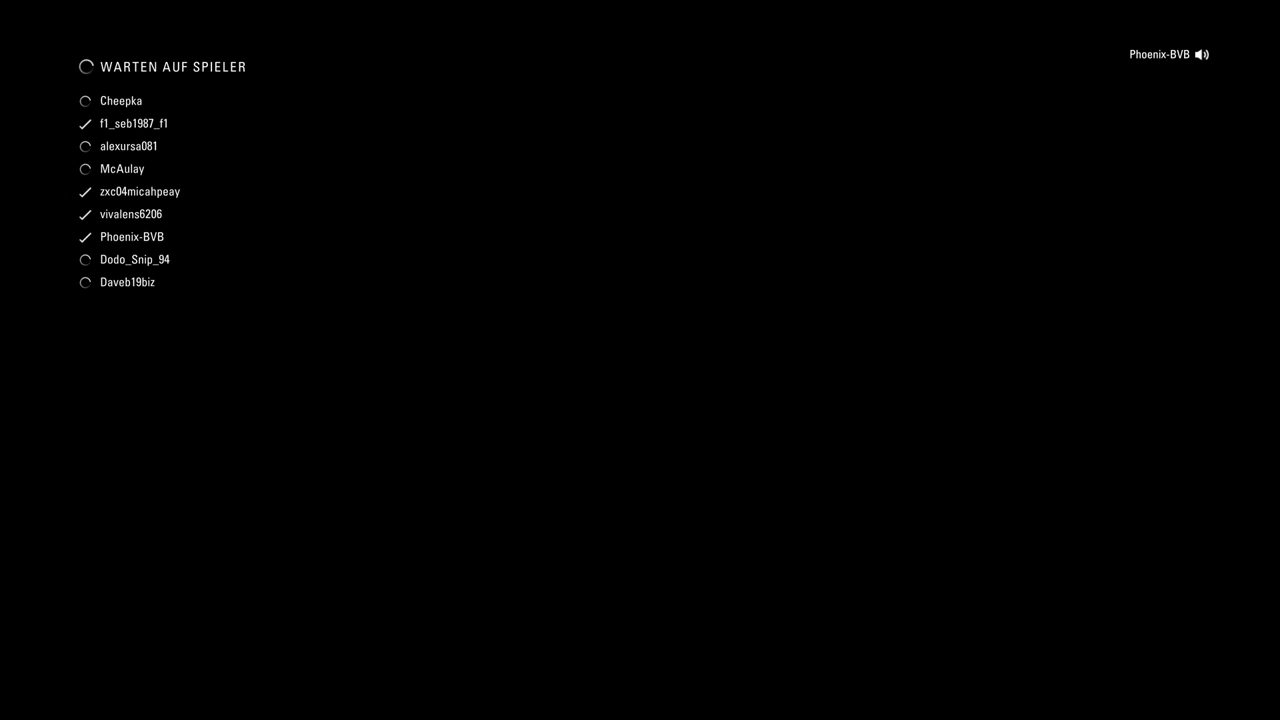 Phoenix-BVB
WARTEN AUF SPIELER
Cheepka
f1_seb1987_f1
alexursa081
McAulay
zxc04micahpeay
vivalens6206
Phoenix-BVB
Dodo_Snip_94
Daveb19biz